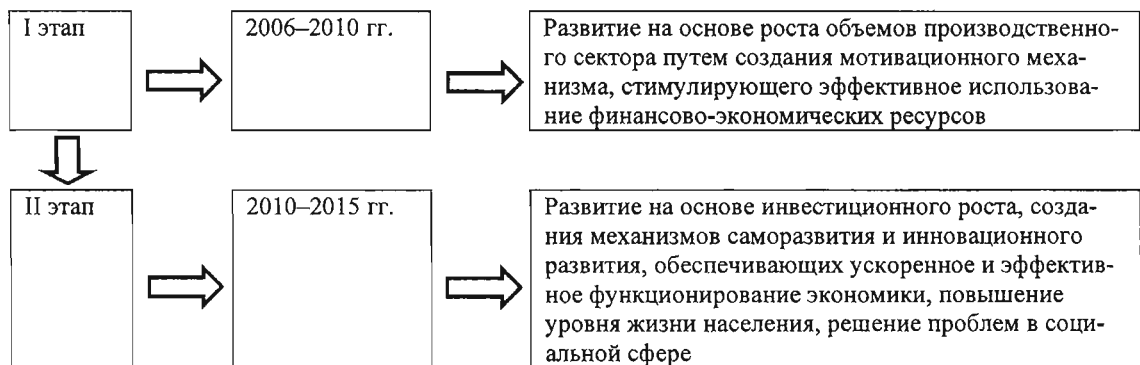 I этап
2006–2010 гг.
Развитие на основе роста объемов производственно-
го сектора путем создания мотивационного меха-
низма, стимулирующего эффективное использова-
ние финансово-экономических ресурсов
II этап
2010–2015 гг.
Развитие на основе инвестиционного роста, созда-
ния механизмов саморазвития и инновационного
развития, обеспечивающих ускоренное и эффектив-
ное функционирование экономики, повышение
уровня жизни населения, решение проблем в соци-
альной сфере